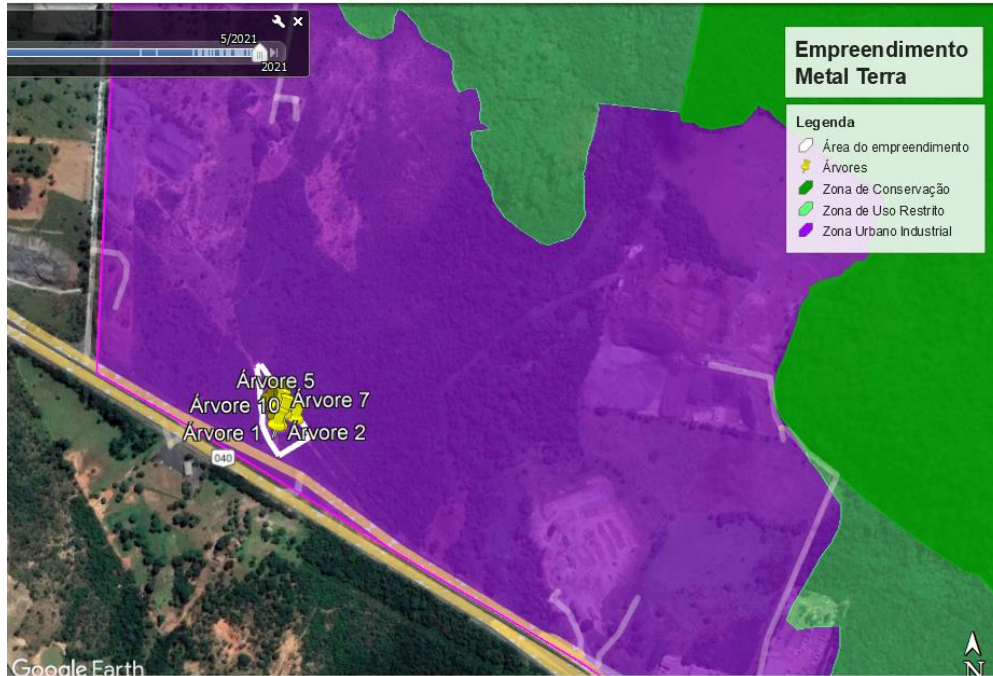 5/2021
2021
Empreendimento
Metal Terra
Legenda
Área do empreendimento
Árvores
Zona de Conservação
Zona de Uso Restrito
Zona Urbano Industrial
Árvore 5
Árvore 10
Árvore 7
Árvore 1
Árvore 2
040
Google Earth
N